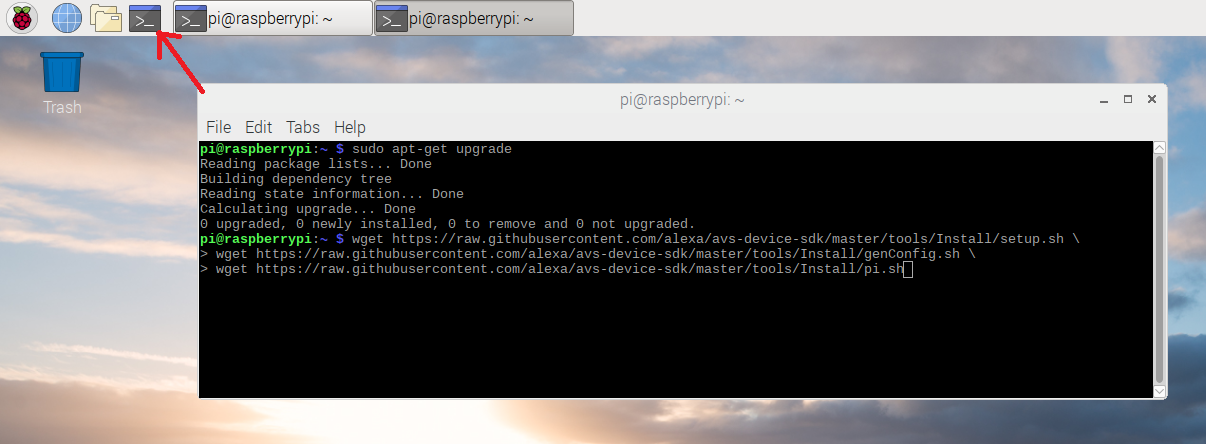 pi@raspberrypi: ~
pi@raspberrypi: ~
Trash
pi@raspberrypi: ~
File Edit Tabs Help
pi@raspberrypi:~ $ sudo apt-get upgrade
Reading package lists... Done
Building dependency tree
Reading state information... Done
Calculating upgrade... Done
0 upgraded, 0 newly installed, 0 to remove and 0 not upgraded.
pi@raspberrypi:~ $ wget https://raw.githubusercontent.com/alexa/avs-device-sdk/master/tools/Install/setup.sh \
> wget https://raw.githubusercontent.com/alexa/avs-device-sdk/master/tools/Install/genConfig.sh \
> wget https://raw.githubusercontent.com/alexa/avs-device-sdk/master/tools/Install/pi.sh